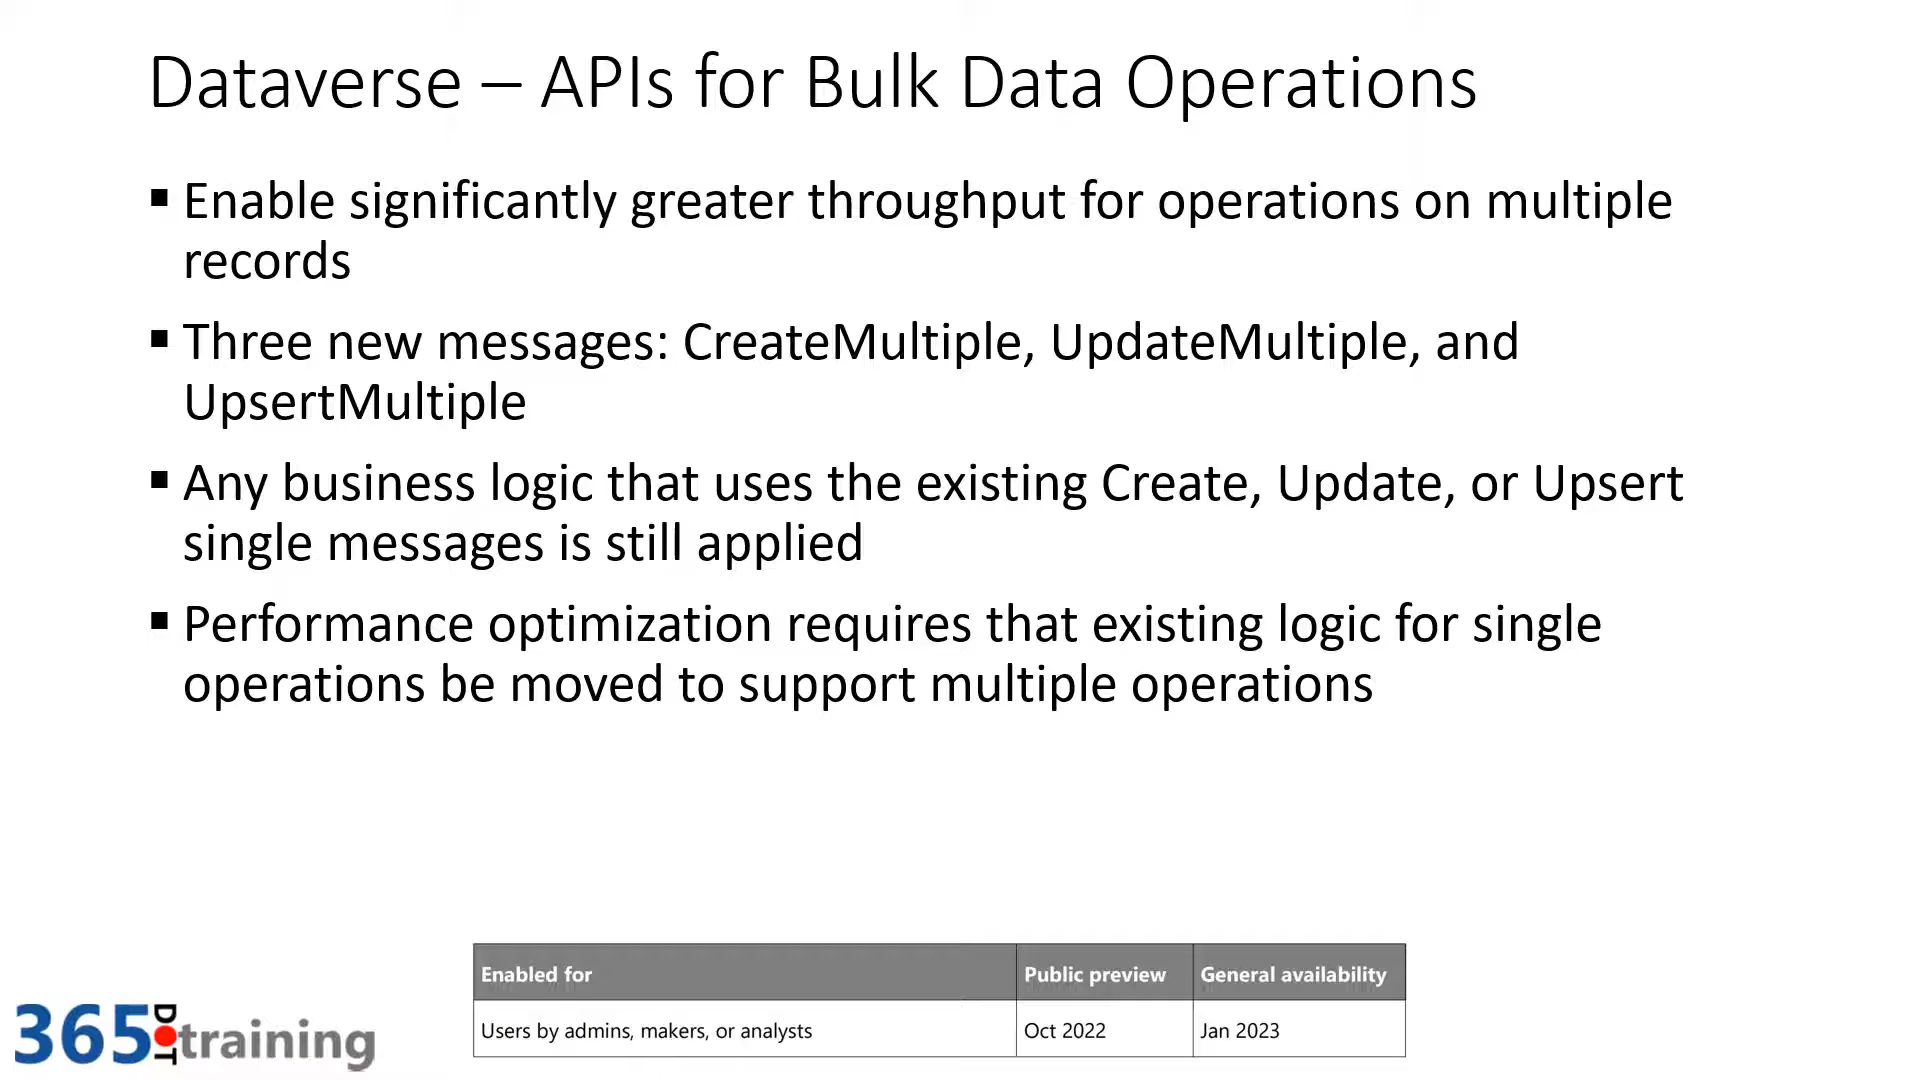 Dataverse – APIs for Bulk Data Operations
▪ Enable significantly greater throughput for operations on multiple
records
▪ Three new messages: CreateMultiple, UpdateMultiple, and
UpsertMultiple
▪ Any business logic that uses the existing Create, Update, or Upsert
single messages is still applied
▪ Performance optimization requires that existing logic for single
operations be moved to support multiple operations
Enabled for Public preview General availability
Users by admins, makers, or analysts Oct 2022 Jan 2023
365 DOT training